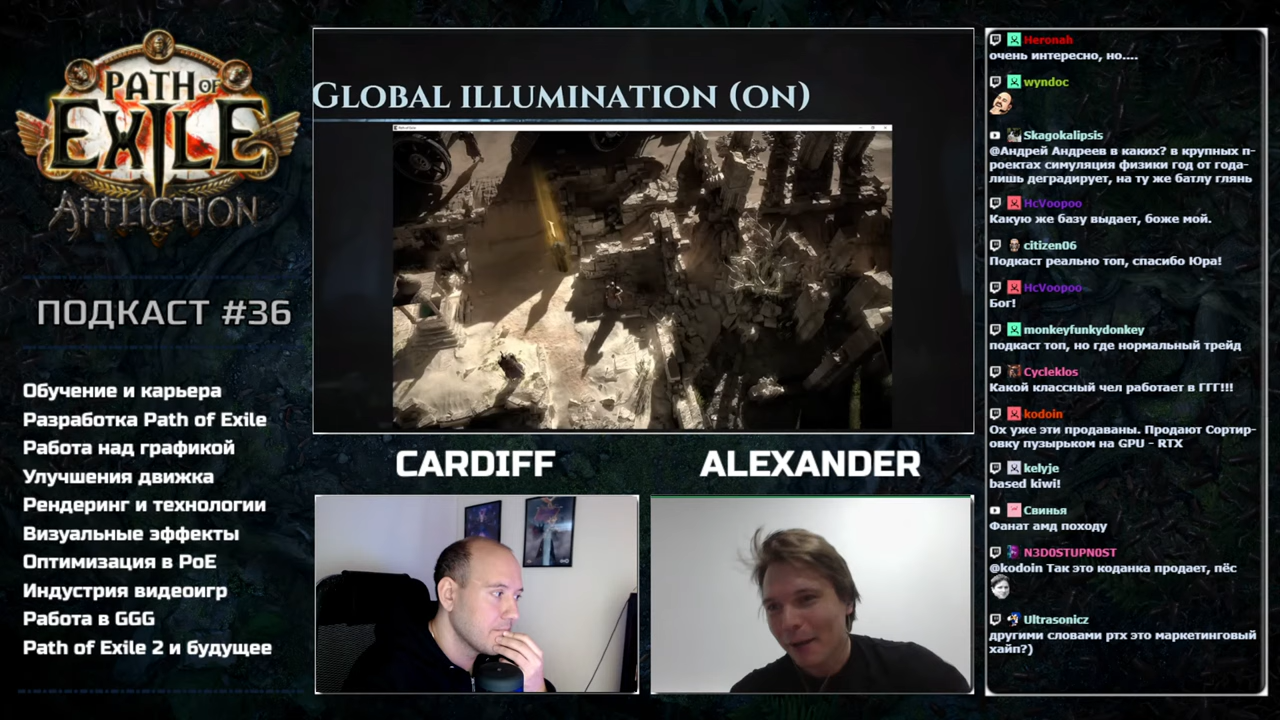 PATH OF
EXILE
AFFLICTION
ПОДКАСТ #36
Обучение и карьера
Разработка Path of Exile
Работа над графикой
Улучшения движка
Рендеринг и технологии
Визуальные эффекты
Оптимизация в PoE
Индустрия видеоигр
Работа в GGG
Path of Exile 2 и будущее
GLOBAL ILLUMINATION (ON)
CARDIFF
ALEXANDER
Heronah
очень интересно, но....
wyndoc
Skagokalipsis
@Андрей Андреев в каких? в крупных п-
роектах симуляция физики год от года-
лишь деградирует, на ту же батлу глянь
HcVoopoo
Какую же базу выдает, боже мой.
citizen06
Подкаст реально топ, спасибо Юра!
HcVoopoo
Бог!
monkeyfunkydonkey
подкаст топ, но где нормальный трейд
Cycleklos
Какой классный чел работает в ГГГ!!!
kodoin
Ох уже эти продаваны. Продают Сортир-
овку пузырьком на GPU - RTX
kelyje
based kiwi!
Свинья
Фанат амд походу
N3D0STUPN0ST
@kodoin Так это коданка продает, пёс
Ultrasonicz
другими словами ртх это маркетинговый
хайп?)